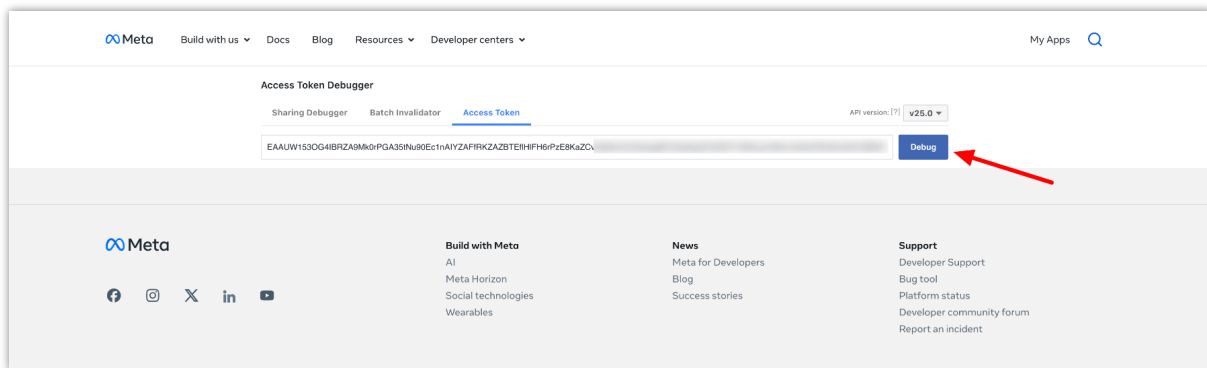 Meta
Build with us Docs Blog Resources Developer centers My Apps
Access Token Debugger
Sharing Debugger Batch Invalidator Access Token API version: [?] v25.0
EAAUW153OG4IBRZA9Mk0rPGA35tNu90Ec1nAIYZAFfRKZAZBTEflHIFH6rPzE8KaZCv
Debug
Meta
Build with Meta
AI
Meta Horizon
Social technologies
Wearables
News
Meta for Developers
Blog
Success stories
Support
Developer Support
Bug tool
Platform status
Developer community forum
Report an incident